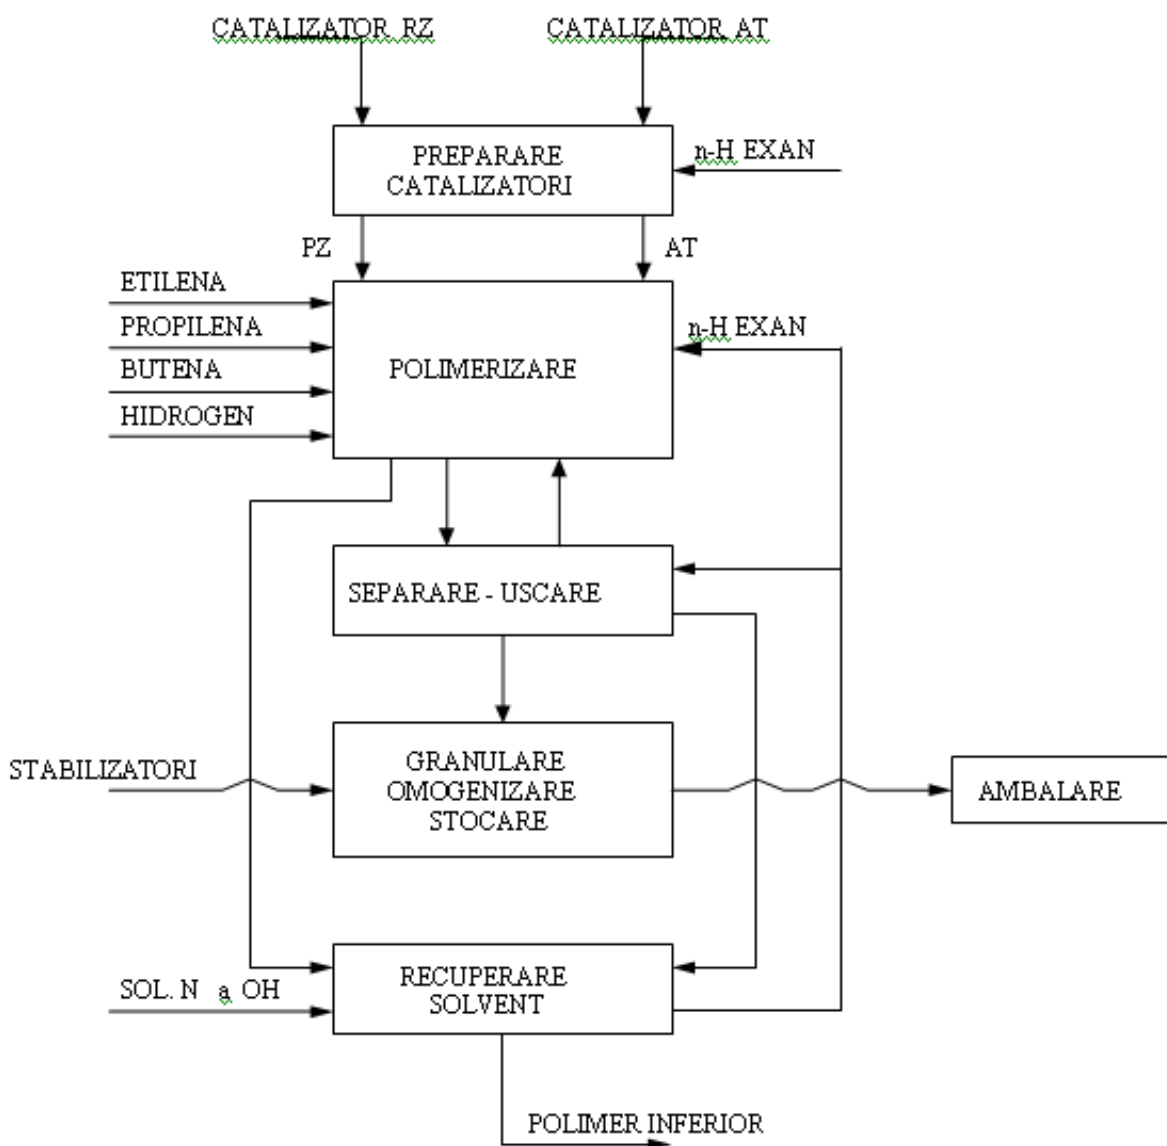 CATALIZATOR RZ
CATALIZATOR AT
PREPARARE
CATALIZATORI
n-H EXAN
PZ
AT
ETILENA
PROPILENA
BUTENA
HIDROGEN
POLIMERIZARE
n-H EXAN
SEPARARE - USCARE
STABILIZATORI
GRANULARE
OMOGENIZARE
STOCARE
AMBALARE
SOL. N a OH
RECUPERARE
SOLVENT
POLIMER INFERIOR